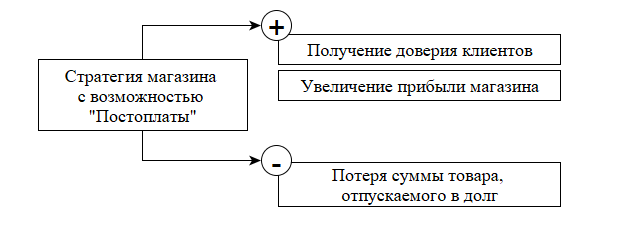 Стратегия магазина
с возможностью
"Постоплаты"
+
Получение доверия клиентов
Увеличение прибыли магазина
-
Потеря суммы товара,
отпускаемого в долг